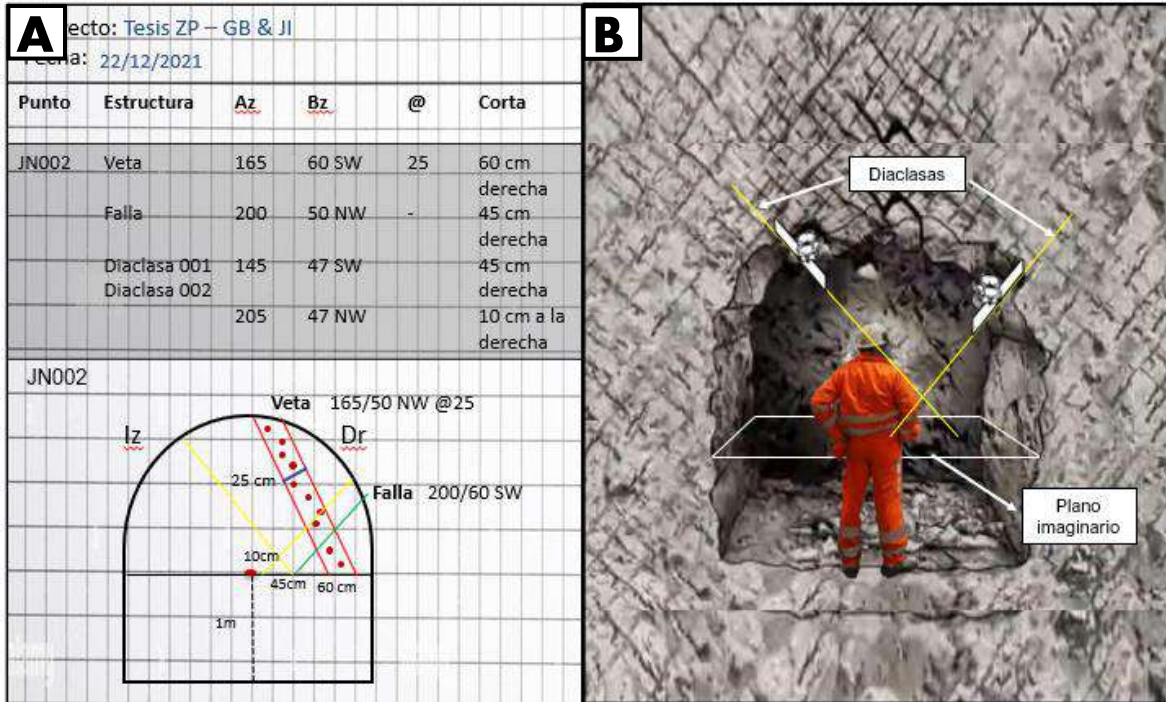 A
ecto: Tesis ZP – GB & JI
Fecha: 22/12/2021
Punto Estructura Az Bz @ Corta
JN002 Veta 165 60 SW 25 60 cm
derecha
Falla 200 50 NW - 45 cm
derecha
Diaclasa 001 145 47 SW 45 cm
Diaclasa 002 derecha
205 47 NW 10 cm a la
derecha
JN002
Veta 165/50 NW @25
Iz Dr
25 cm
Falla 200/60 SW
10cm
45cm 60 cm
1m
B
Diaclasas
Plano
imaginario